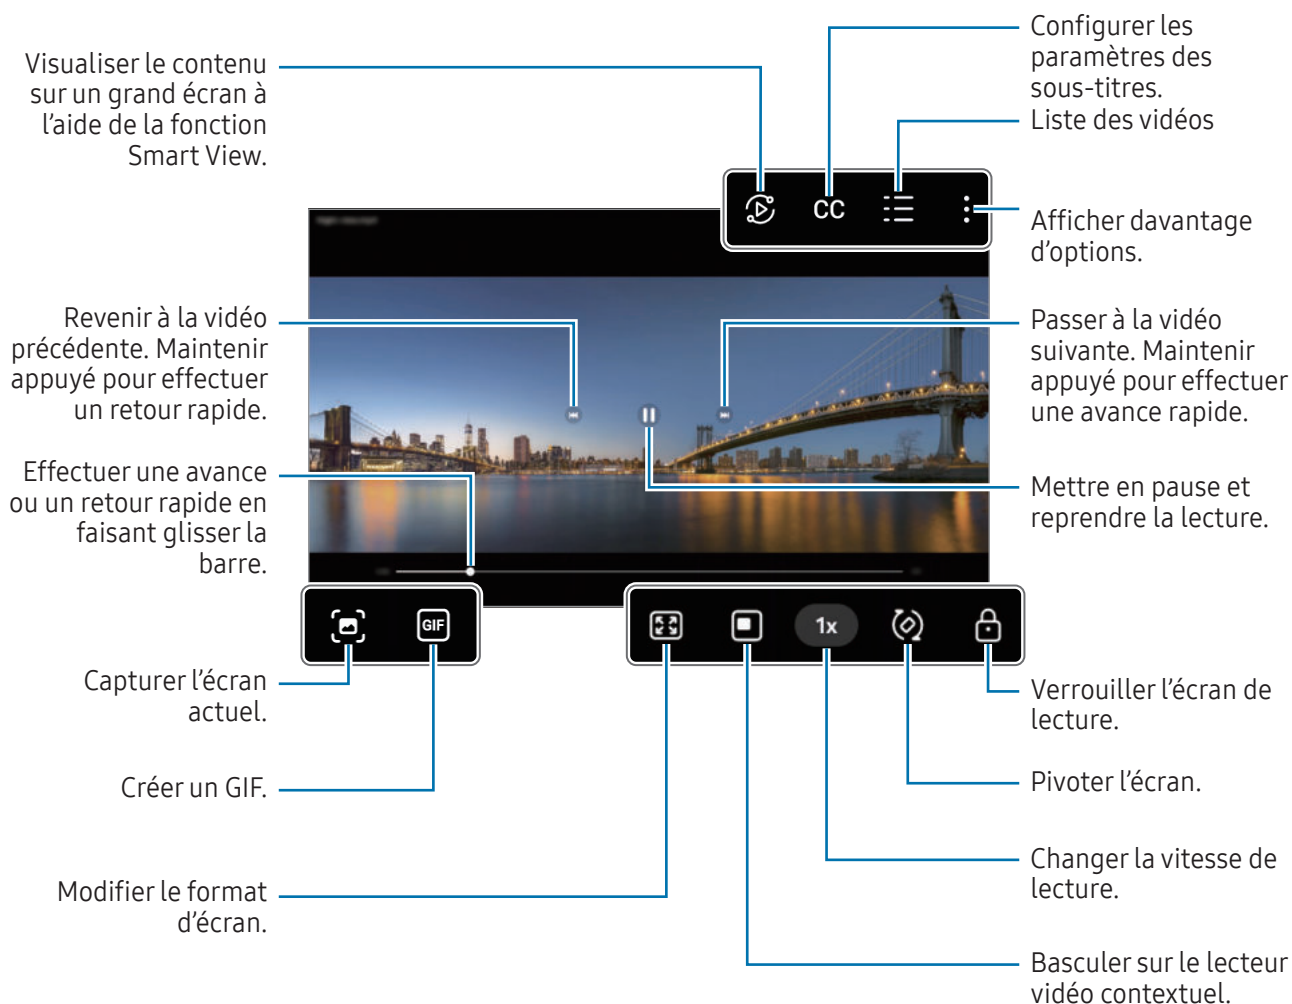 Configurer les
paramètres des
sous-titres.
Visualiser le contenu
sur un grand écran à
l'aide de la fonction
Smart View.
Liste des vidéos
CC
Afficher davantage
d'options.
Revenir à la vidéo
précédente. Maintenir
appuyé pour effectuer
un retour rapide.
Passer à la vidéo
suivante. Maintenir
appuyé pour effectuer
une avance rapide.
Effectuer une avance
ou un retour rapide en
faisant glisser la
barre.
Mettre en pause et
reprendre la lecture.
GIF
1x
Capturer l'écran
actuel.
Verrouiller l'écran de
lecture.
Créer un GIF.
Pivoter l'écran.
Modifier le format
d'écran.
Changer la vitesse de
lecture.
Basculer sur le lecteur
vidéo contextuel.